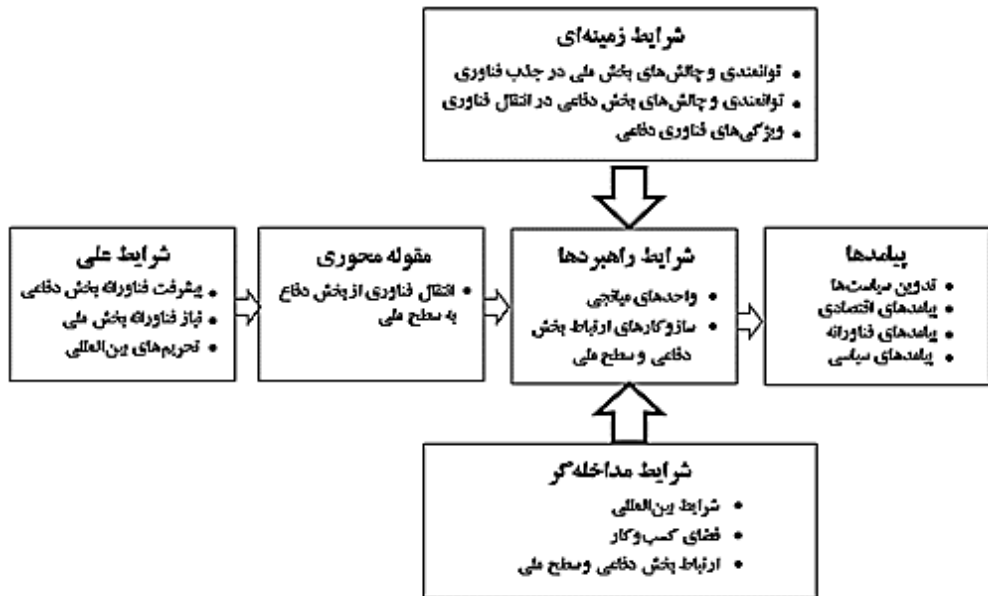 شرایط زمینه‌ای
• توانمندی و چالش‌های بخش ملی در جذب فناوری
• توانمندی و چالش‌های بخش دفاعی در انتقال فناوری
• ویژگی‌های فناوری دفاعی
شرایط علی
• پیشرفت فناورانه بخش دفاعی
• نیاز فناورانه بخش ملی
• تحریم‌های بین‌المللی
مقوله محوری
• انتقال فناوری از بخش دفاع
به سطح ملی
شرایط راهبردها
• واحدهای میانجی
• سازوکارهای ارتباط بخش
دفاعی و سطح ملی
پیامدها
• تدوین سیاست‌ها
• پیامدهای اقتصادی
• پیامدهای فناورانه
• پیامدهای سیاسی
شرایط مداخله‌گر
• شرایط بین‌المللی
• فضای کسب‌وکار
• ارتباط بخش دفاعی و سطح ملی